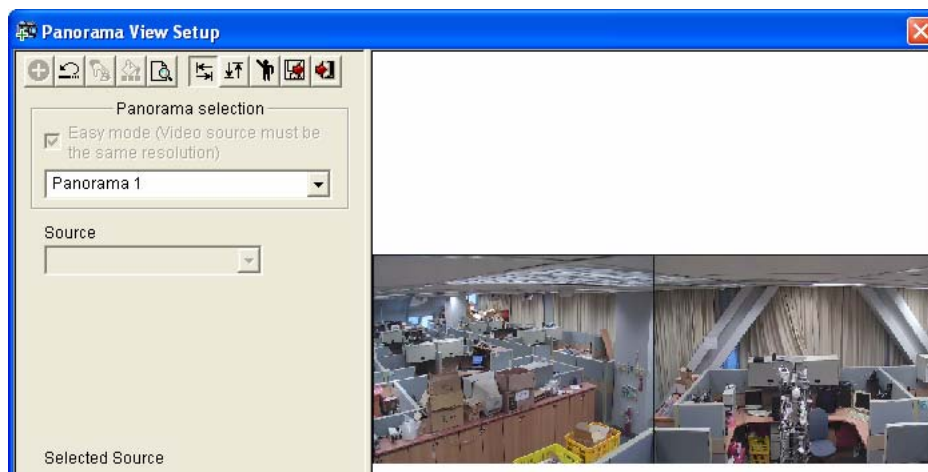 Panorama View Setup
Panorama selection
Easy mode (Video source must be
the same resolution)
Panorama 1
Source
Selected Source